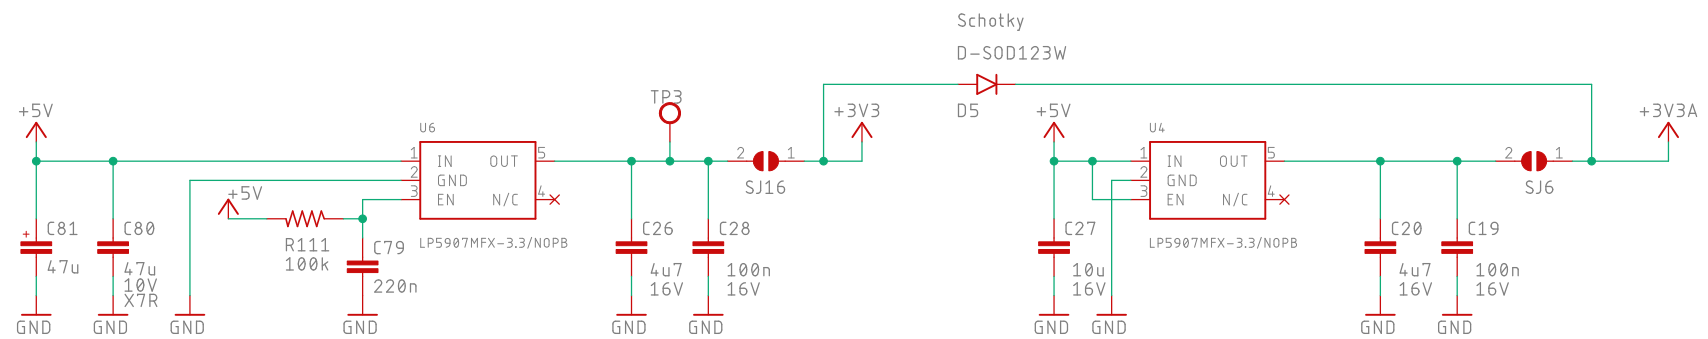 Schotky
D-SOD123W
D5
+5V
C81
47u
GND
C80
47u
10V
X7R
GND
GND
+5V
R111
100k
C79
220n
GND
U6
1
IN
2
GND
3
EN
OUT
5
N/C
4
LP5907MFX-3.3/NOPB
TP3
C26
4u7
16V
GND
C28
100n
16V
GND
2
1
SJ16
+3V3
+5V
C27
10u
16V
GND
GND
U4
1
IN
2
GND
3
EN
OUT
5
N/C
4
LP5907MFX-3.3/NOPB
C20
4u7
16V
GND
C19
100n
16V
GND
2
1
SJ6
+3V3A